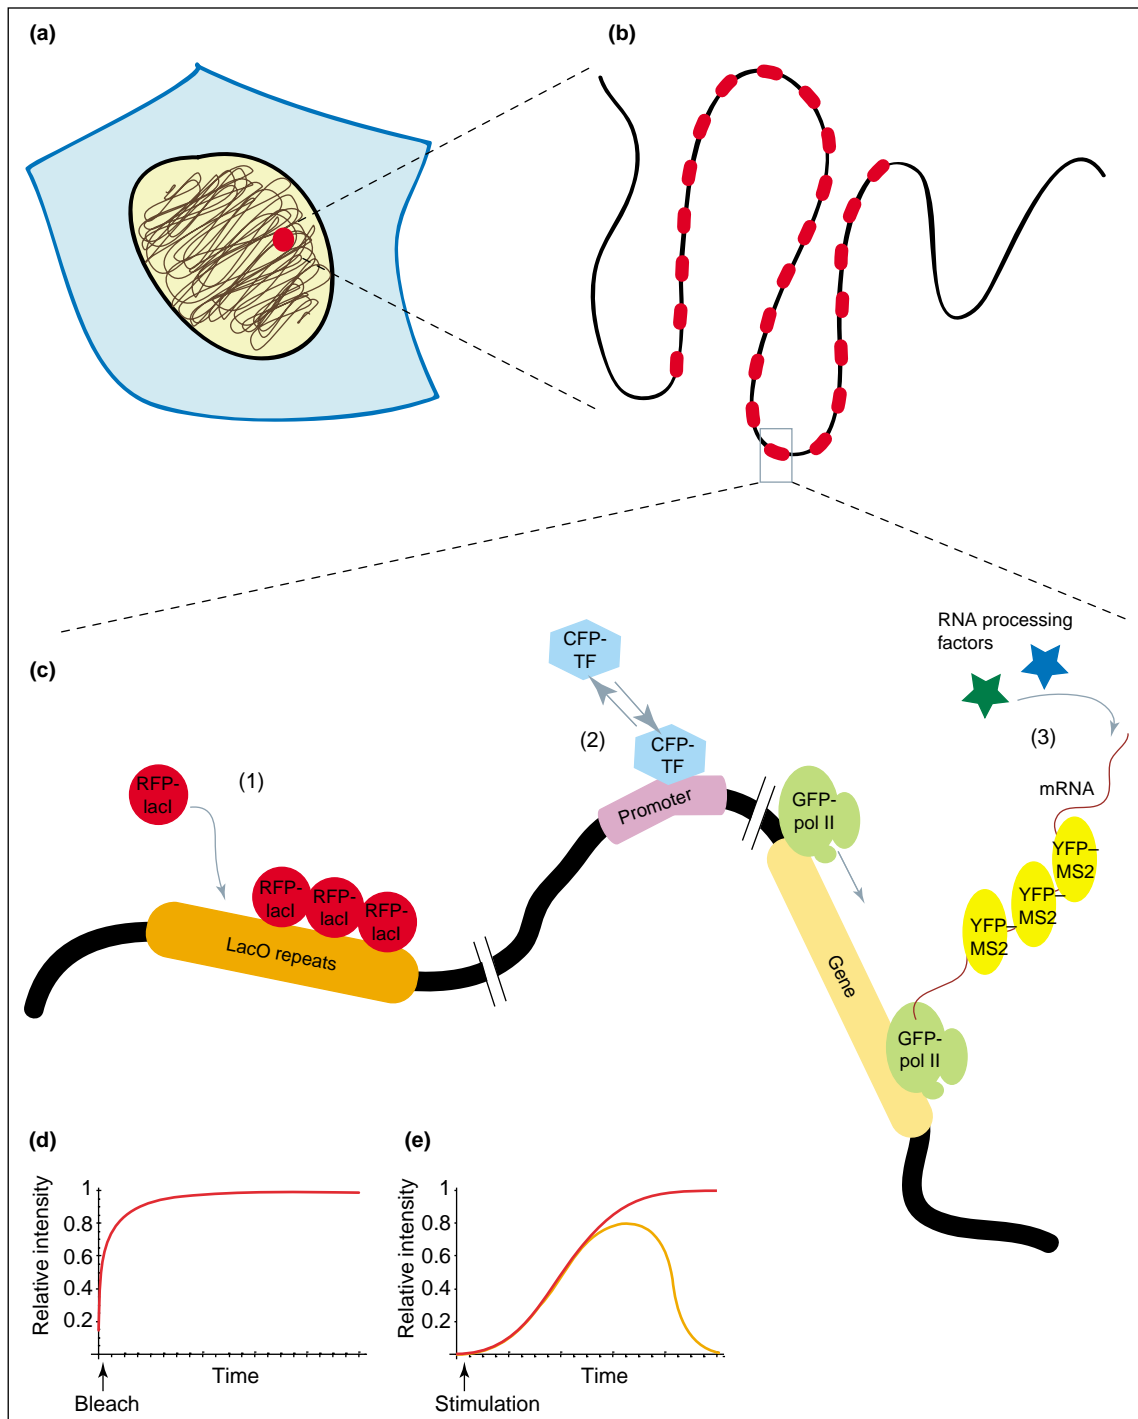 (a)
(b)
(c)
RNA processing
factors
CFP-
TF
(2)
CFP-
TF
(3)
RFP-
lacI
(1)
mRNA
Promoter
GFP-
pol II
YFP–
MS2
YFP–
MS2
YFP–
MS2
RFP-
lacI
RFP-
lacI
RFP-
lacI
LacO repeats
Gene
GFP-
pol II
(d)
Relative intensity
1
0.8
0.6
0.4
0.2
Time
Bleach
(e)
Relative intensity
1
0.8
0.6
0.4
0.2
Time
Stimulation